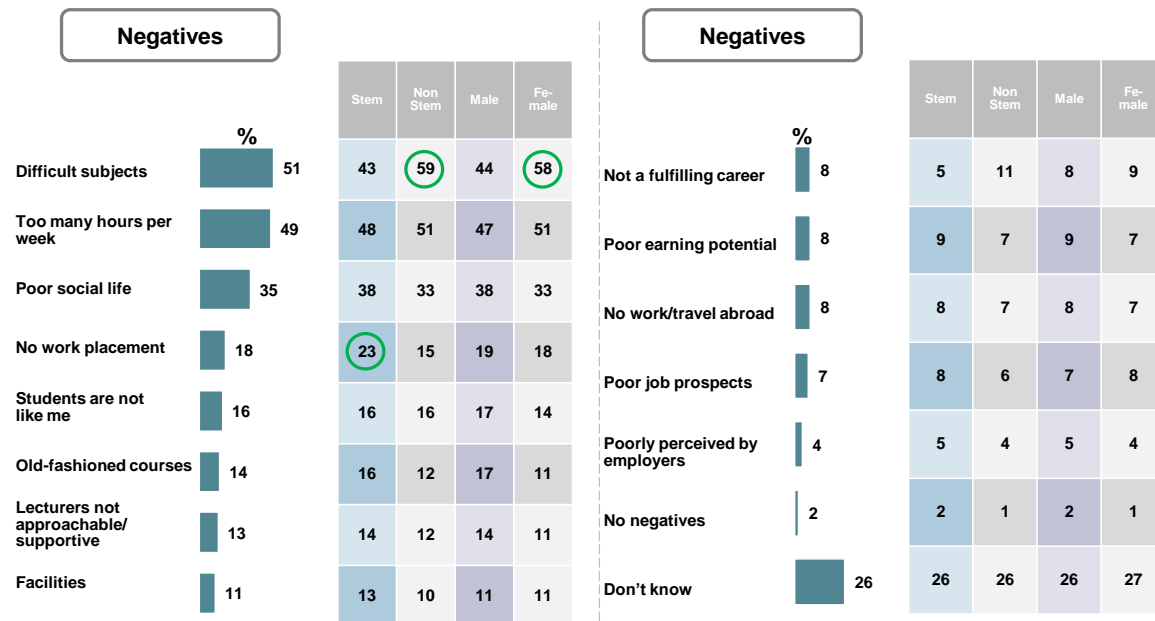 Negatives
Stem Non Stem Male Fe-male
%
Difficult subjects 51 43 59 44 58
Too many hours per
week 49 48 51 47 51
Poor social life 35 38 33 38 33
No work placement 18 23 15 19 18
Students are not
like me 16 16 16 17 14
Old-fashioned courses 14 16 12 17 11
Lecturers not
approachable/
supportive 13 14 12 14 11
Facilities 11 13 10 11 11
Negatives
Stem Non Stem Male Fe-male
%
Not a fulfilling career 8 5 11 8 9
Poor earning potential 8 9 7 9 7
No work/travel abroad 8 8 7 8 7
Poor job prospects 7 8 6 7 8
Poorly perceived by
employers 4 5 4 5 4
No negatives 2 2 1 2 1
Don't know 26 26 26 26 27